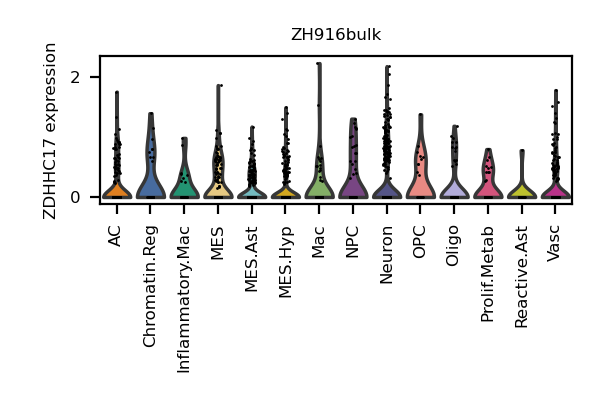 ZH916bulk
ZDHHC17 expression
2
0
AC
Chromatin.Reg
Inflammatory.Mac
MES
MES.Ast
MES.Hyp
Mac
NPC
Neuron
OPC
Oligo
Prolif.Metab
Reactive.Ast
Vasc